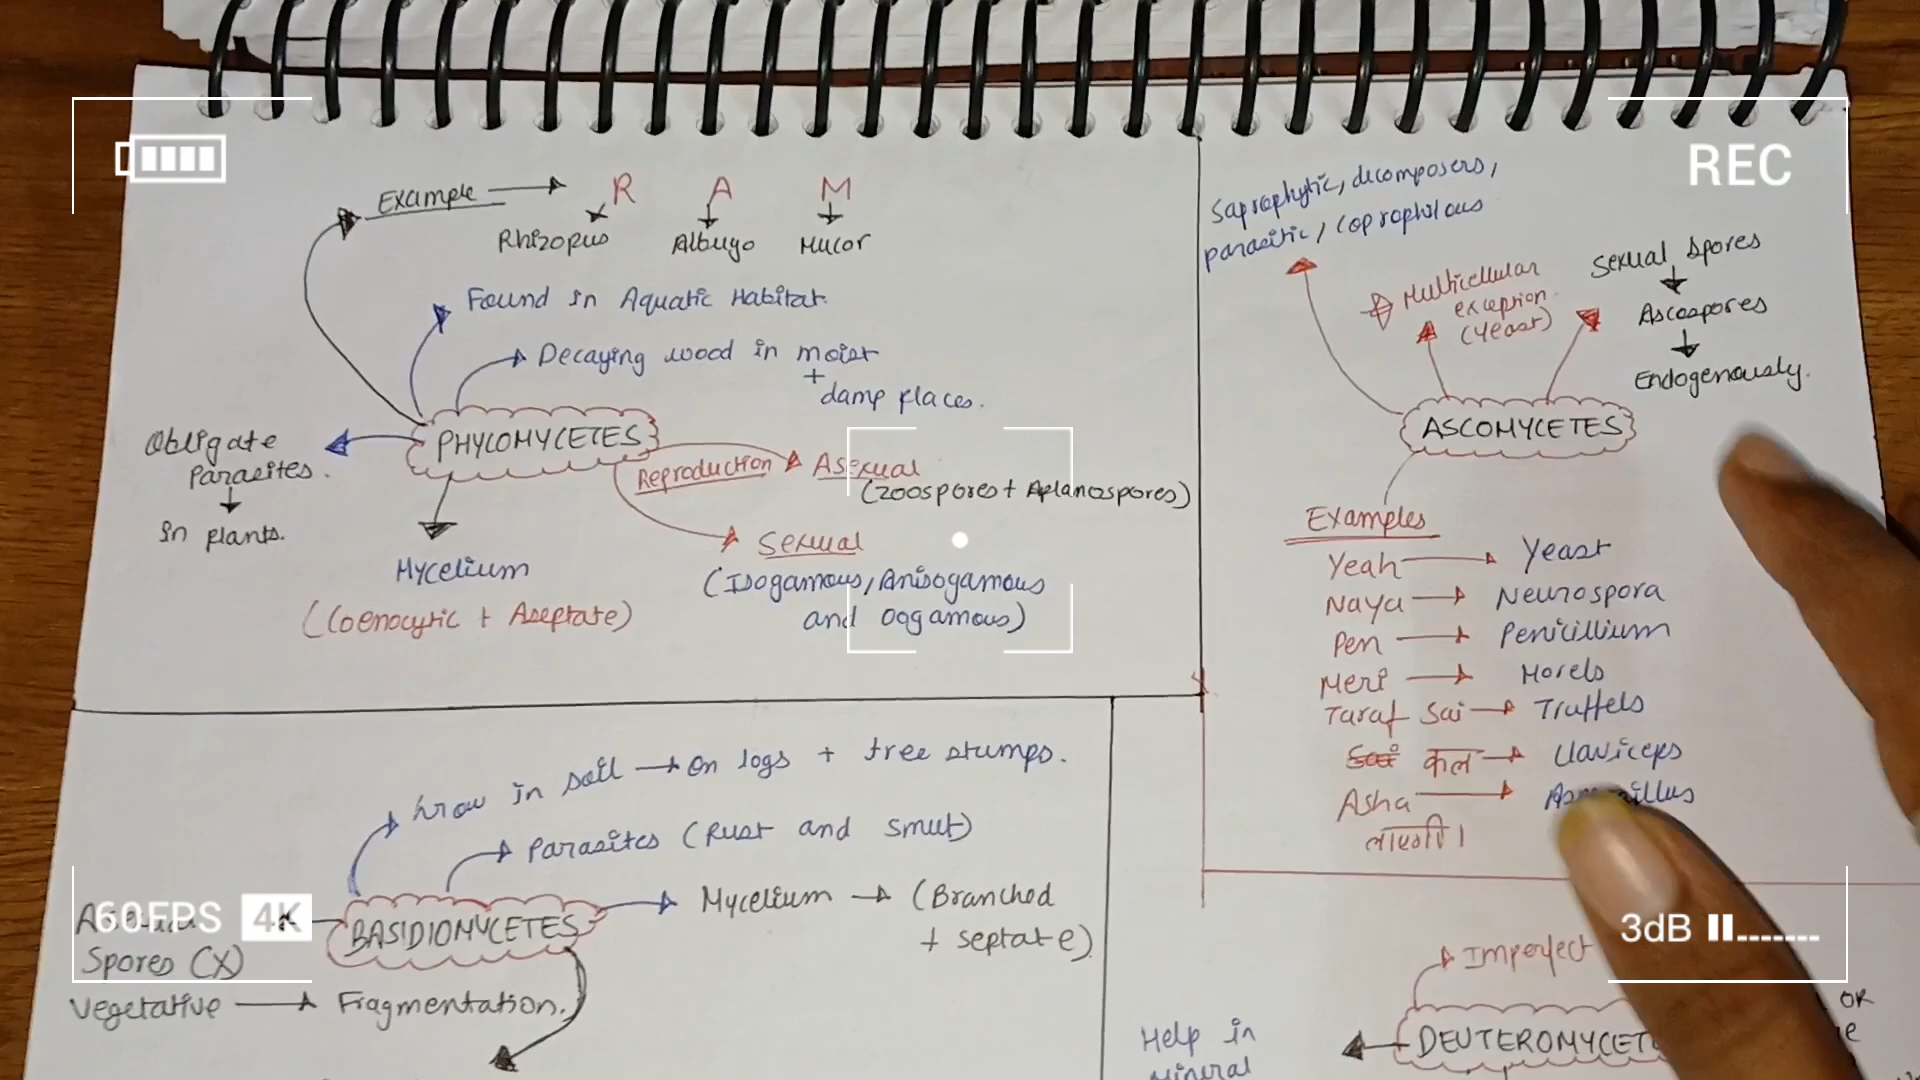 REC
Example → R A M
Rhizopus Albugo Mucor
Found in Aquatic Habitat.
Decaying wood in moist
+
damp places.
Obligate
Parasites.
In plants.
PHYCOMYCETES
Reproduction
Asexual
(Zoospores + Aplanospores)
Sexual
(Isogamous, Anisogamous
and oogamous)
Mycelium
(Coenocytic + Aseptate)
Saprophytic, decomposers,
parasitic, coprophilous
Multicellular
exception
(yeast)
Sexual Spores
Ascospores
Endogenously.
ASCOMYCETES
Examples
Yeah → Yeast
Naya → Neurospora
Pen → Penicillium
Meri → Morels
Taraf Sai → Truffels
कल → Claviceps
Asha →
Grow in soil → on logs + tree stumps.
Parasites (Rust and smut)
BASIDIOMYCETES
Mycelium → (Branched
+ septate)
Spores (X)
Vegetative → Fragmentation.
60FPS 4K
3dB
Imperfect
Help in
Mineral
OR